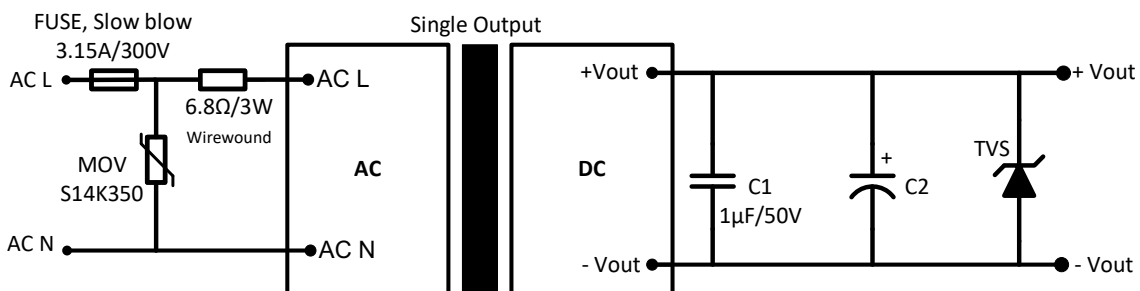 FUSE, Slow blow
3.15A/300V
Single Output
AC L
AC L
+Vout
+ Vout
6.8Ω/3W
Wirewound
MOV
S14K350
AC
DC
C1
1µF/50V
+
C2
TVS
AC N
AC N
- Vout
- Vout